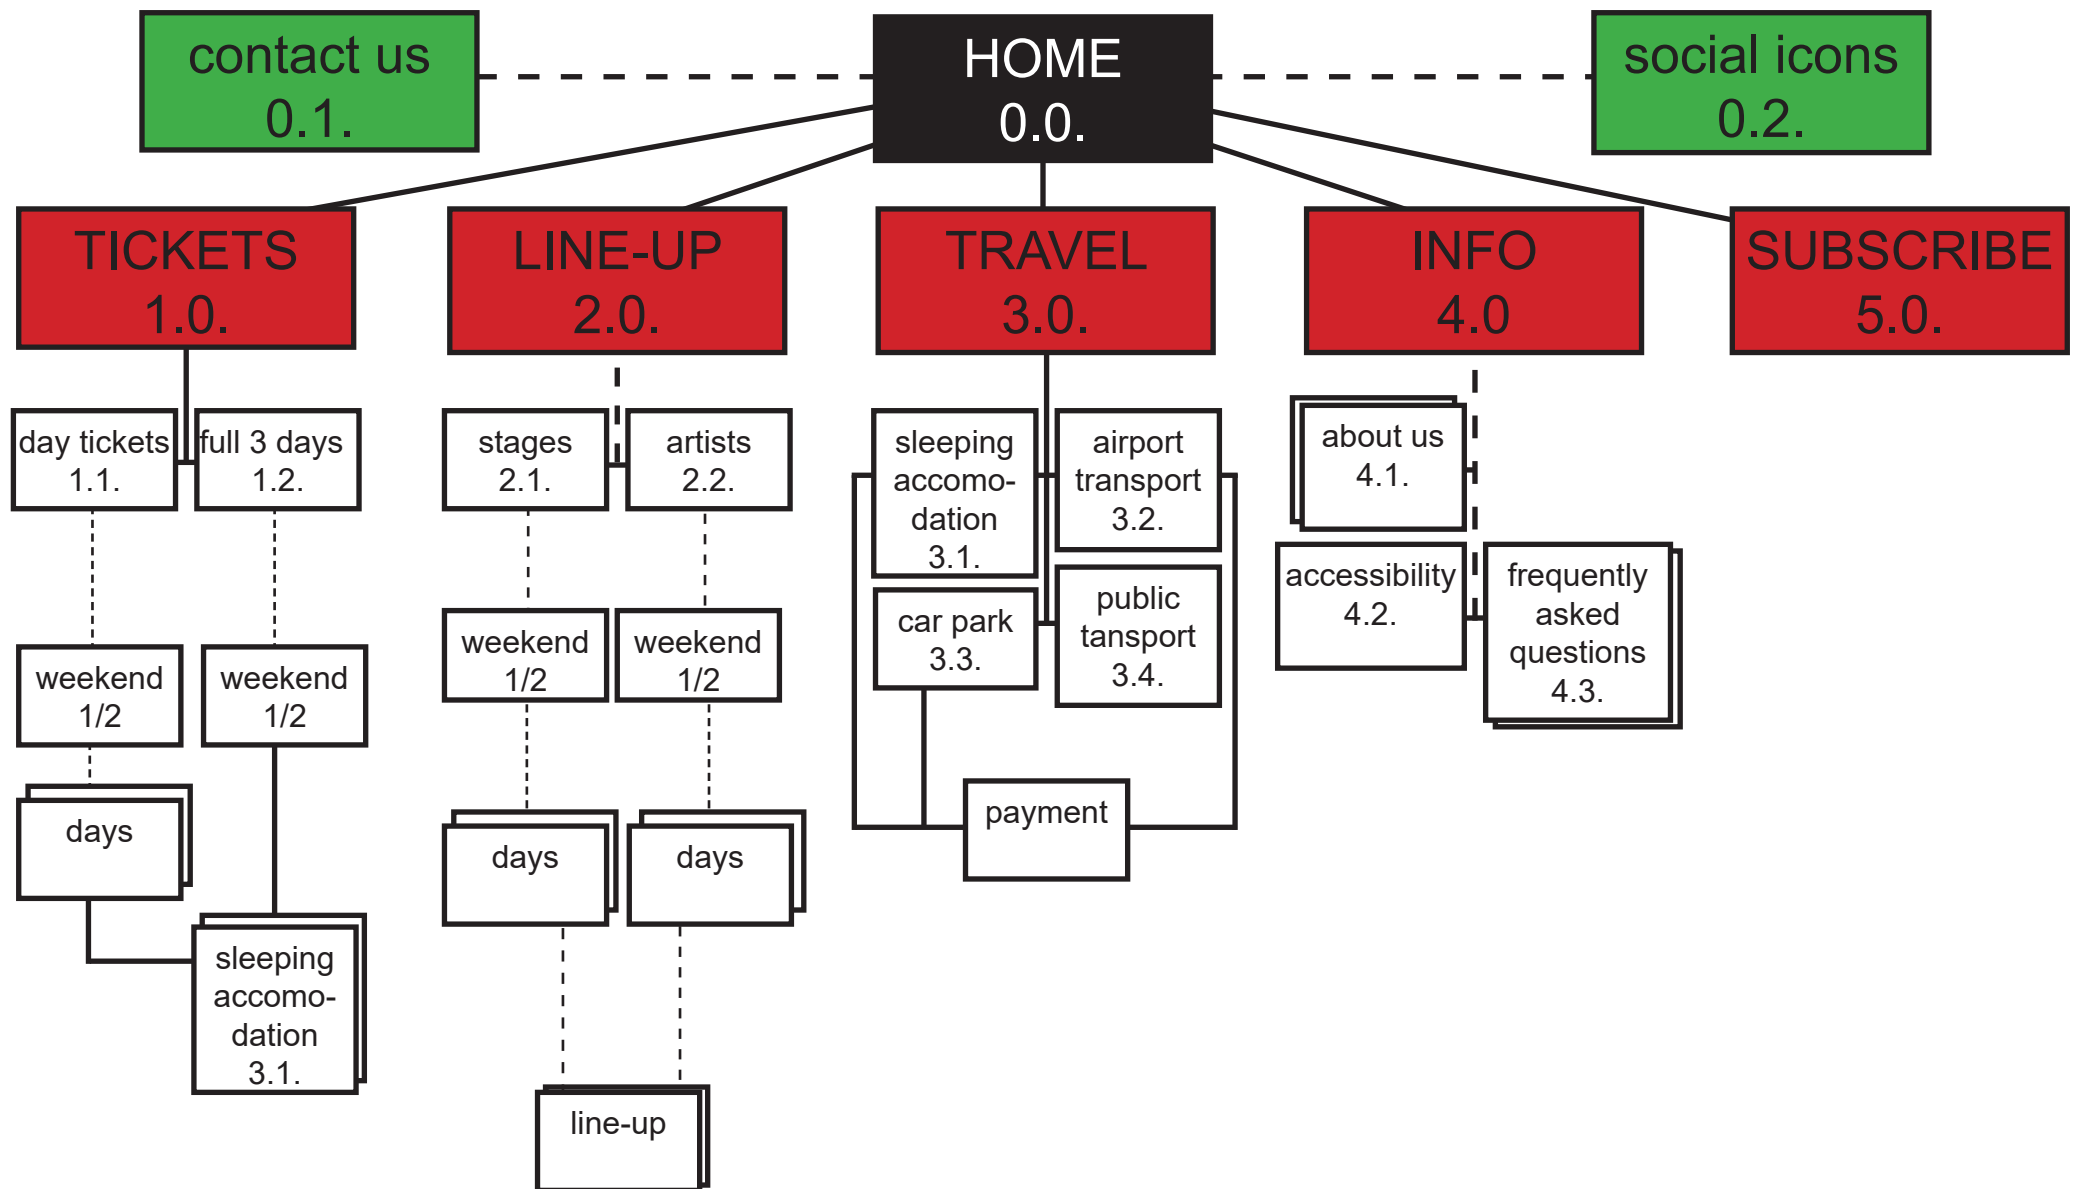 contact us
0.1.
HOME
0.0.
social icons
0.2.
TICKETS
1.0.
LINE-UP
2.0.
TRAVEL
3.0.
INFO
4.0
SUBSCRIBE
5.0.
day tickets
1.1.
full 3 days
1.2.
weekend
1/2
weekend
1/2
days
sleeping
accomo-
dation
3.1.
stages
2.1.
artists
2.2.
weekend
1/2
weekend
1/2
days
days
line-up
sleeping
accomo-
dation
3.1.
airport
transport
3.2.
car park
3.3.
public
tansport
3.4.
payment
about us
4.1.
accessibility
4.2.
frequently
asked
questions
4.3.